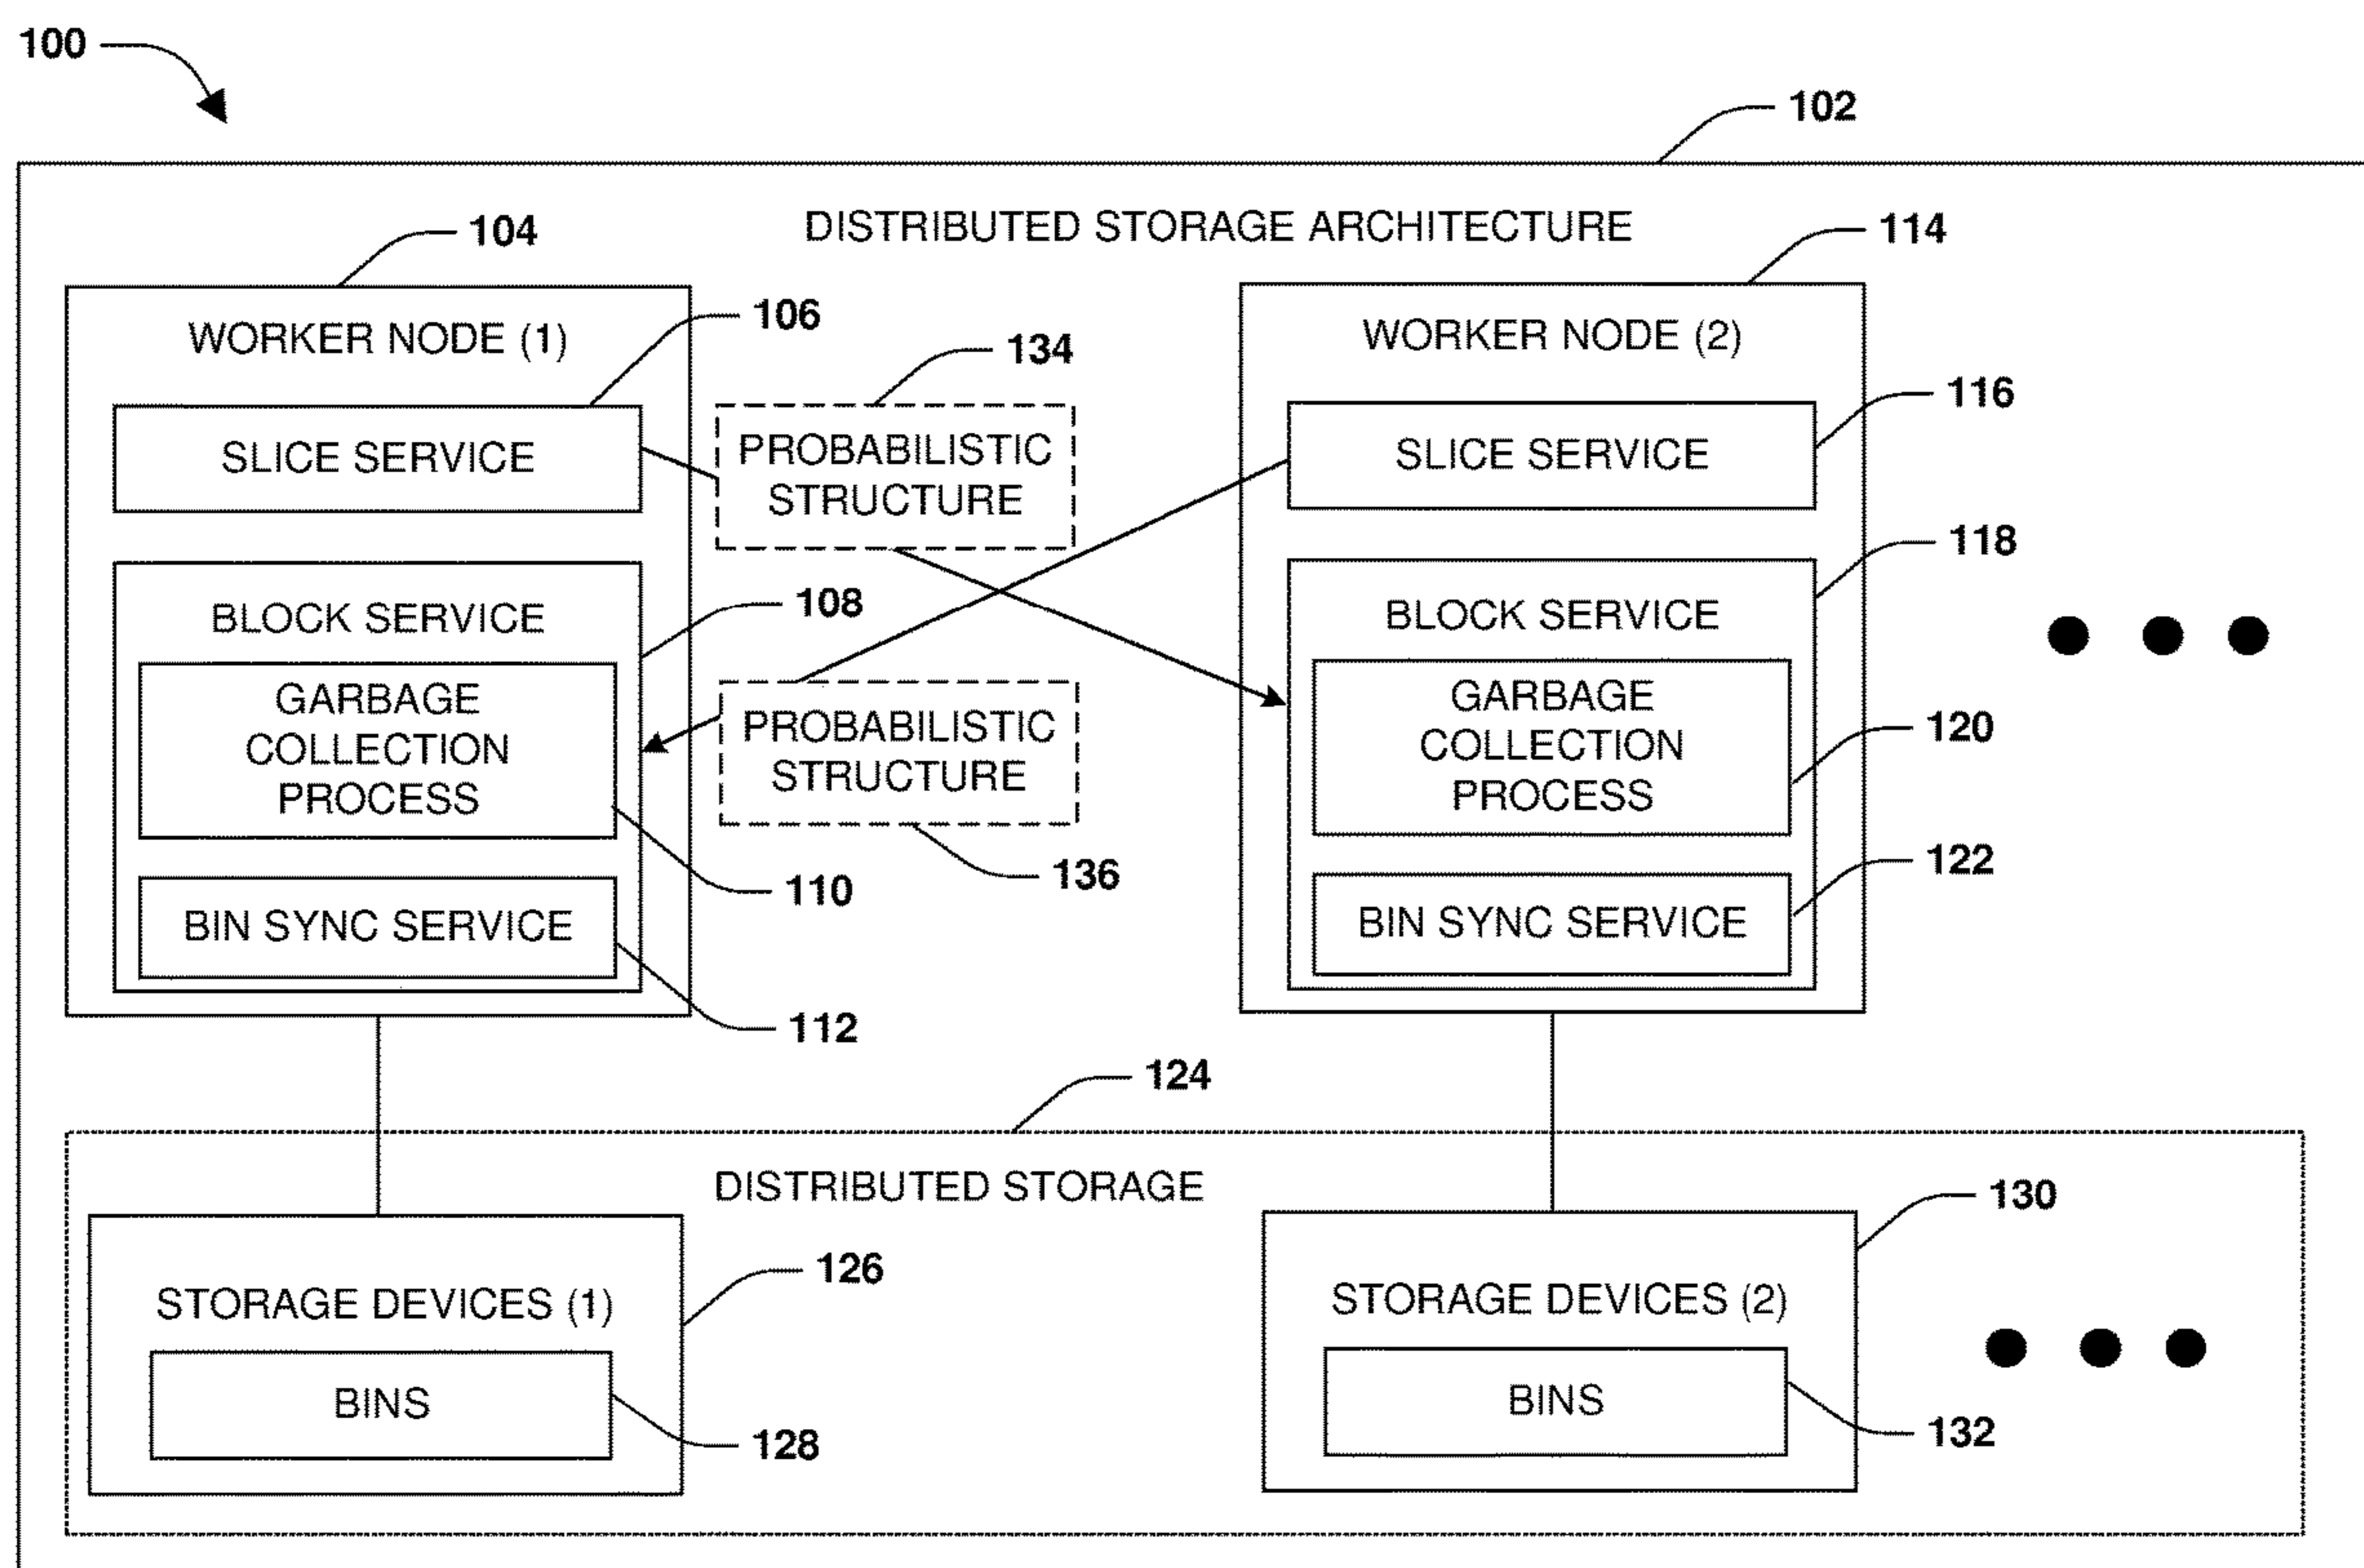 100
102
DISTRIBUTED STORAGE ARCHITECTURE
104
WORKER NODE (1)
106
SLICE SERVICE
134
PROBABILISTIC
STRUCTURE
BLOCK SERVICE
108
GARBAGE
COLLECTION
PROCESS
110
BIN SYNC SERVICE
112
PROBABILISTIC
STRUCTURE
136
114
WORKER NODE (2)
116
SLICE SERVICE
118
BLOCK SERVICE
GARBAGE
COLLECTION
PROCESS
120
BIN SYNC SERVICE
122
124
DISTRIBUTED STORAGE
126
STORAGE DEVICES (1)
BINS
128
130
STORAGE DEVICES (2)
BINS
132